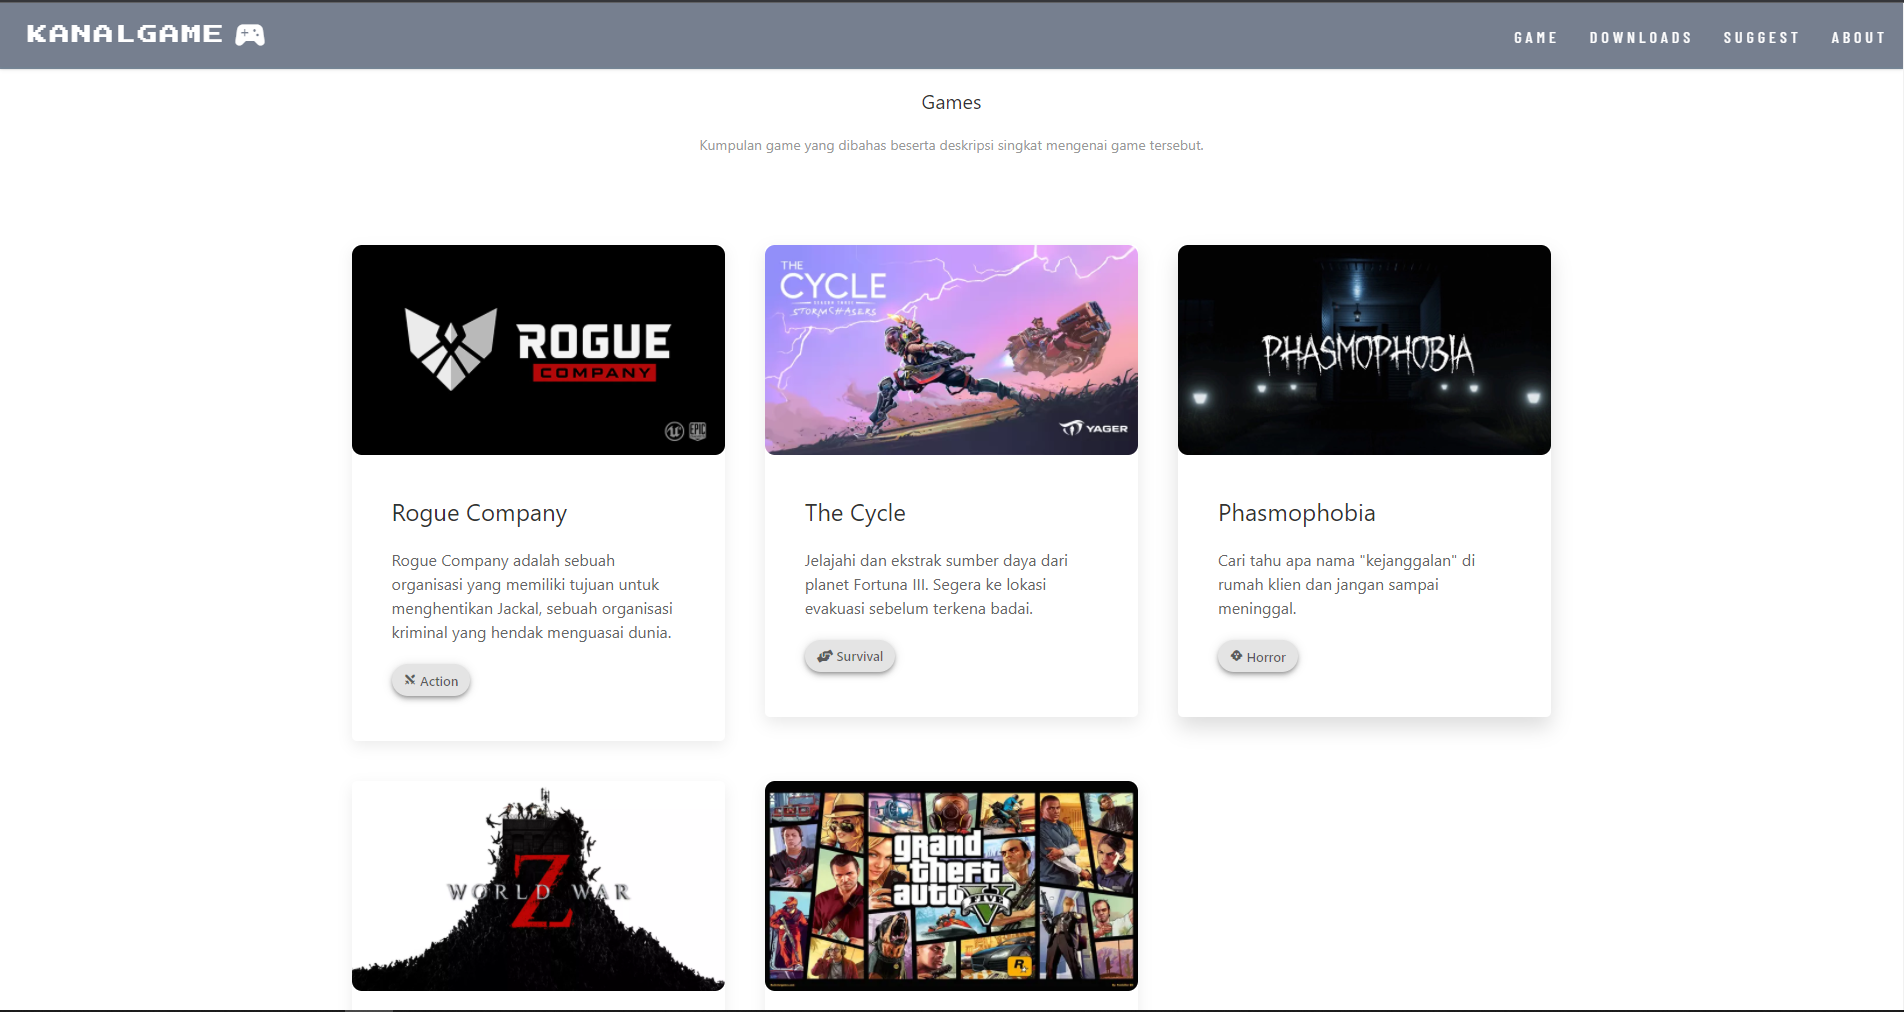 KANALGAME
GAME DOWNLOADS SUGGEST ABOUT
Games
Kumpulan game yang dibahas beserta deskripsi singkat mengenai game tersebut.
ROGUE
COMPANY
EPIC
THE
CYCLE
SEASON THREE
STORMCHASERS
YAGER
PHASMOPHOBIA
Rogue Company
Rogue Company adalah sebuah
organisasi yang memiliki tujuan untuk
menghentikan Jackal, sebuah organisasi
kriminal yang hendak menguasai dunia.
Action
The Cycle
Jelajahi dan ekstrak sumber daya dari
planet Fortuna III. Segera ke lokasi
evakuasi sebelum terkena badai.
Survival
Phasmophobia
Cari tahu apa nama "kejanggalan" di
rumah klien dan jangan sampai
meninggal.
Horror
WORLD WAR
Z
grand
theft
auto
FIVE
V
R